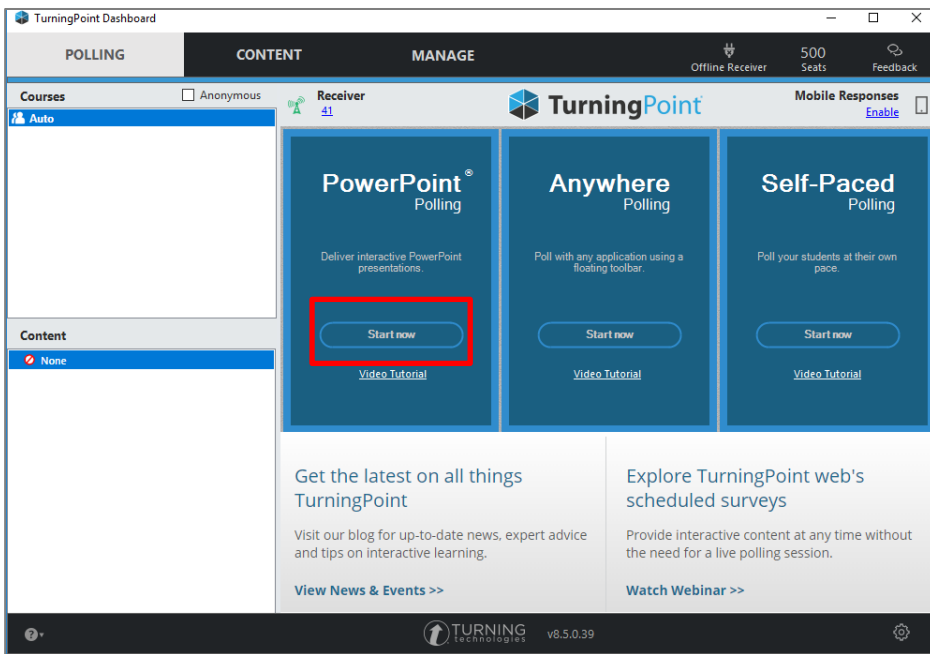 TurningPoint Dashboard
POLLING
CONTENT
MANAGE
Offline Receiver
500
Seats
Feedback
Courses
Anonymous
Auto
Receiver
41
TurningPoint
Mobile Responses
Enable
PowerPoint®
Polling
Deliver interactive PowerPoint
presentations.
Start now
Video Tutorial
Anywhere
Polling
Poll with any application using a
floating toolbar.
Start now
Video Tutorial
Self-Paced
Polling
Poll your students at their own
pace.
Start now
Video Tutorial
Content
None
Get the latest on all things
TurningPoint
Visit our blog for up-to-date news, expert advice
and tips on interactive learning.
View News & Events >>
Explore TurningPoint web's
scheduled surveys
Provide interactive content at any time without
the need for a live polling session.
Watch Webinar >>
TURNING
technologies
v8.5.0.39